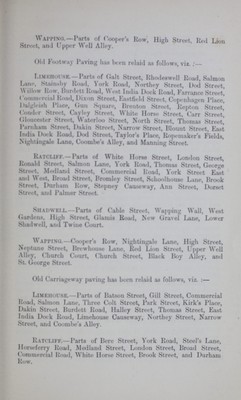 WAPPING.—Parts of Cooper's Row, High Street, Red Lion
Street, and Upper Well Alley.
Old Footway Paving has been relaid as follows, viz.:—
LIMEHOUSE.—Parts of Galt Street, Rhodeswell Road, Salmon
Lane, Stainsby Road, York Road, Northey Street, Dod Street,
Willow Row, Burdett Road, West India Dock Road, Farrance Street,
Commercial Road, Dixon Street, Eastfield Street, Copenhagen Place,
Dalgleish Place, Gun Square, Brenton Street, Repton Street,
Conder Street, Cayley Street, White Horse Street, Carr Street,
Gloucester Street, Waterloo Street, North Street, Thomas Street,
Parnham Street, Dakin Street, Narrow Street, Blount Street, East
India Dock Road, Dod Street, Taylor's Place, Ropemaker's Fields,
Nightingale Lane, Coombe's Alley, and Manning Street.
RATCLIFF.—Parts of White Horse Street, London Street,
Ronald Street, Salmon Lane, York Road, Thomas Street, George
Street, Medland Street, Commercial Road, York Street East
and West, Broad Street, Bromley Street, Schoolhouse Lane, Brook
Street, Durham Row, Stepney Causeway, Ann Street, Dorset
Street, and Palmer Street.
SHADWELL.—Parts of Cable Street, Wapping Wall, West
Gardens, High Street, Glamis Road, New Gravel Lane, Lower
Shadwell, and Twine Court.
WAPPING.—Cooper's Row, Nightingale Lane, High Street,
Neptune Street, Brewhouse Lane, Red Lion Street, Upper Well
Alley, Church Court, Church Street, Black Boy Alley, and
St. George Street.
Old Carriageway paving has been relaid as follows, viz. :—
LIMEHOUSE.—Parts of Batson Street, Gill Street, Commercial
Road, Salmon Lane, Three Colt Street, Park Street, Kirk's Place,
Dakin Street, Burdett Road, Halley Street, Thomas Street, East
India Dock Road, Limehouse Causeway, Northey Street, Narrow
Street, and Coombe's Alley.
RATCLIFF.—Parts of Bere Street, York Road, Steel's Lane,
Horseferry Road, Medland Street, London Street, Broad Street,
Commercial Road, White Horse Street, Brook Street, and Durham
Row.